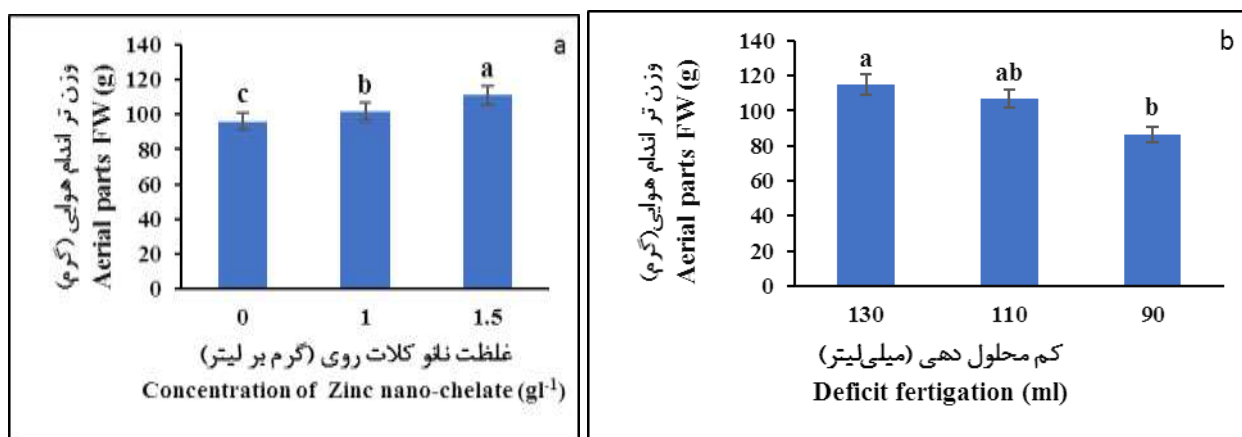 a
وزن تر اندام هوایی (گرم)
Aerial parts FW (g)
140
120
100
80
60
40
20
0
c
b
a
0 1 1.5
غلظت نانو کلات روی (گرم بر لیتر)
Concentration of Zinc nano-chelate (gl⁻¹)
b
وزن تر اندام هوایی(گرم)
Aerial parts FW (g)
140
120
100
80
60
40
20
0
a
ab
b
130 110 90
کم محلول دهی (میلی‌لیتر)
Deficit fertigation (ml)